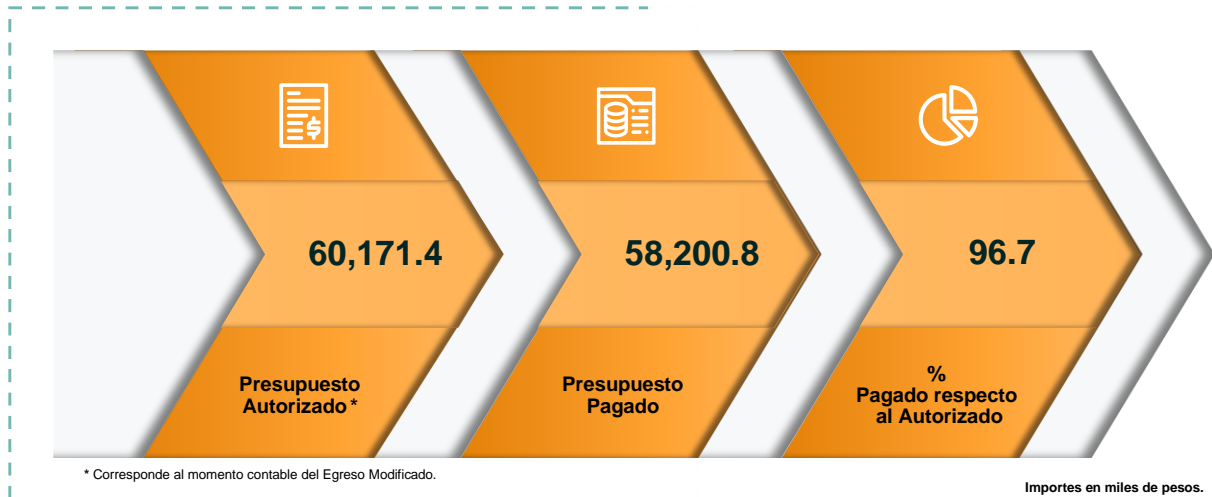 60,171.4
58,200.8
96.7
Presupuesto
Autorizado *
Presupuesto
Pagado
%
Pagado respecto
al Autorizado
* Corresponde al momento contable del Egreso Modificado.
Importes en miles de pesos.